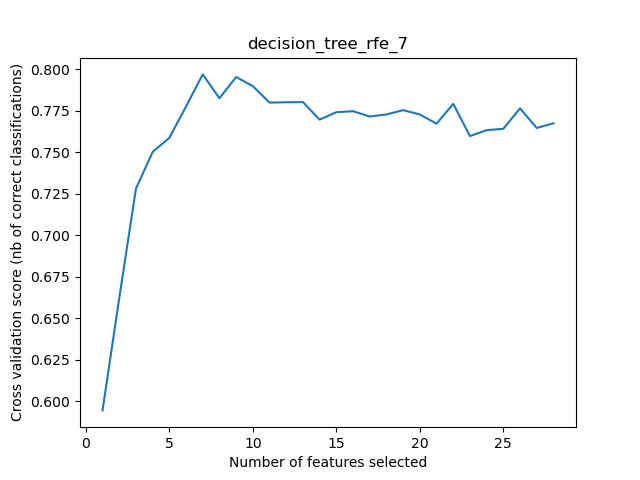 decision_tree_rfe_7
Cross validation score (nb of correct classifications)
0.800
0.775
0.750
0.725
0.700
0.675
0.650
0.625
0.600
0 5 10 15 20 25
Number of features selected